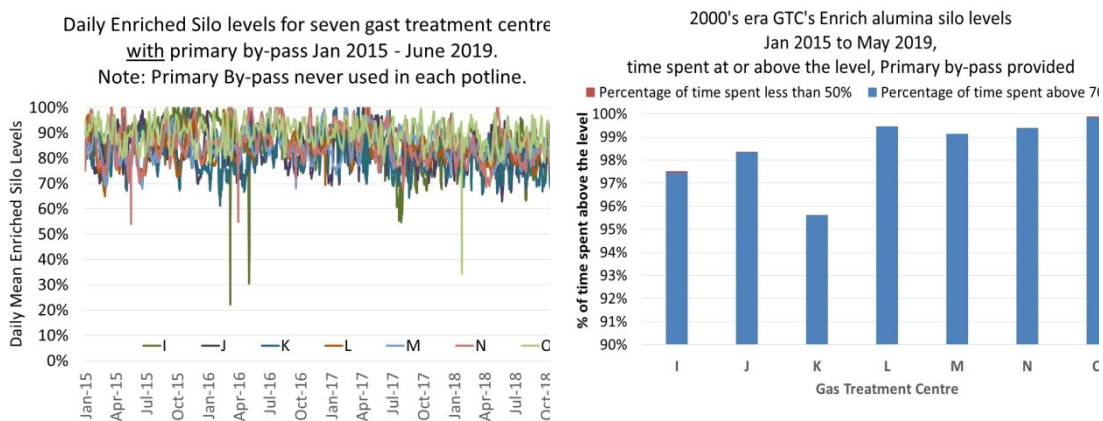 Daily Enriched Silo levels for seven gast treatment centre
with primary by-pass Jan 2015 - June 2019.
Note: Primary By-pass never used in each potline.
Daily Mean Enriched Silo Levels
100%
90%
80%
70%
60%
50%
40%
30%
20%
10%
0%
I J K L M N O
Jan-15 Apr-15 Jul-15 Oct-15 Jan-16 Apr-16 Jul-16 Oct-16 Jan-17 Apr-17 Jul-17 Oct-17 Jan-18 Apr-18 Jul-18 Oct-18
2000's era GTC's Enrich alumina silo levels
Jan 2015 to May 2019,
time spent at or above the level, Primary by-pass provided
Percentage of time spent less than 50% Percentage of time spent above 70
% of time spent above the level
100%
99%
98%
97%
96%
95%
94%
93%
92%
91%
90%
I J K L M N O
Gas Treatment Centre